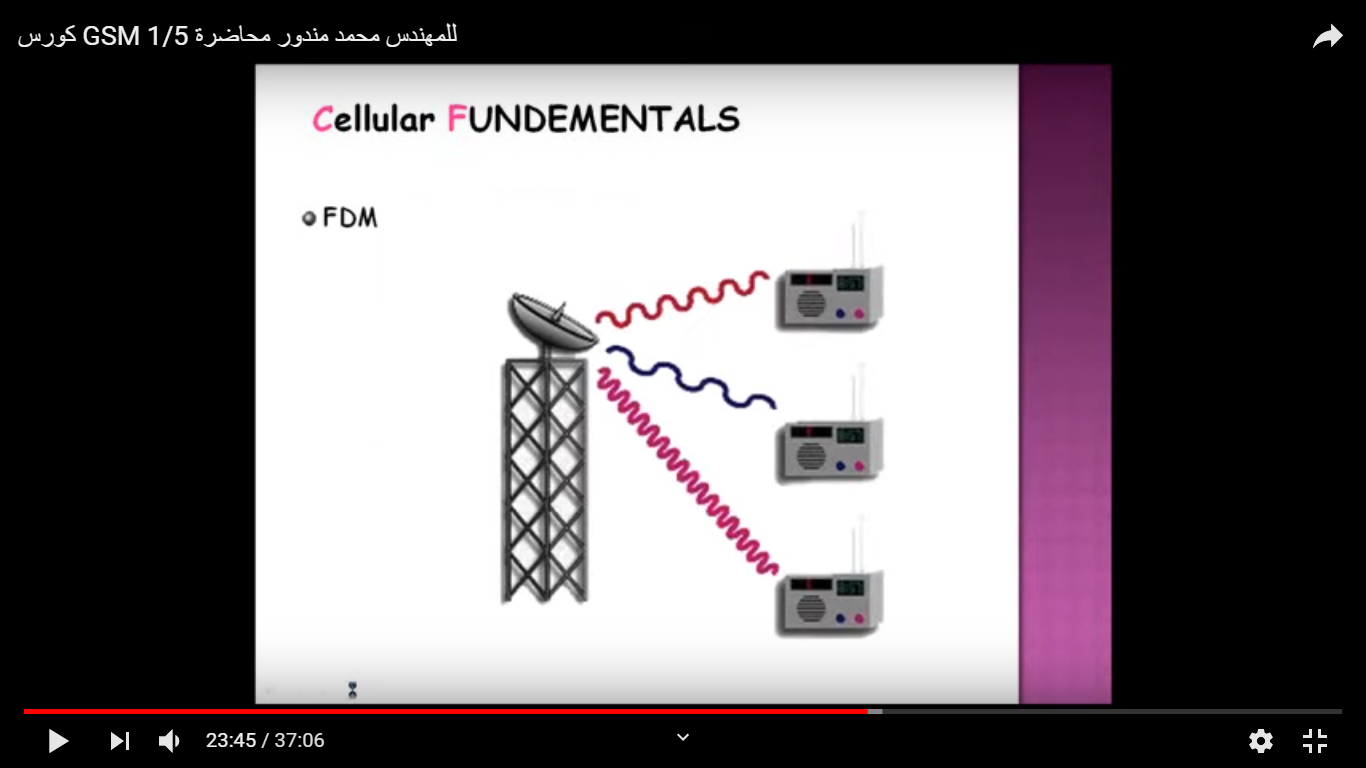 كورس GSM 1/5 للمهندس محمد مندور محاضرة
Cellular FUNDEMENTALS
FDM
23:45 / 37:06